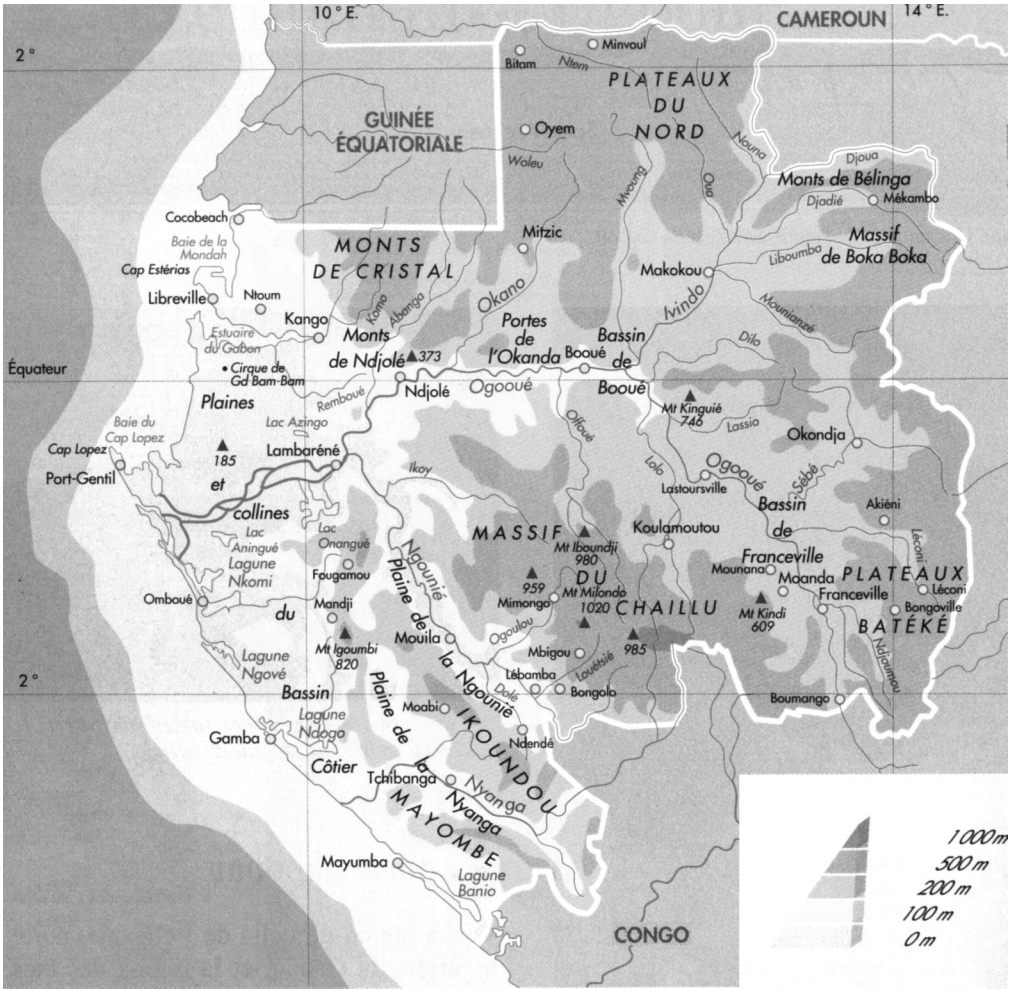 10 ° E.
14 ° E.
CAMEROUN
2 °
Minvoul
Bitam
Ntem
PLATEAUX
DU
NORD
GUINÉE
ÉQUATORIALE
Oyem
Woleu
Nouna
Djoua
Mvoung
Oua
Monts de Bélinga
Djadié
Mékambo
Cocobeach
Baie de la
Mondah
MONTS
DE CRISTAL
Mitzic
Massif
de Boka Boka
Liboumba
Cap Estérias
Makokou
Libreville
Ntoum
Kango
Komo
Abanga
Okano
Ivindo
Mounianzé
Estuaire
du Gabon
Monts
de Ndjolé
373
Portes
de
l'Okanda
Booué
Bassin
de
Booué
Dilo
Équateur
Cirque de
Gd Bam-Bam
Ndjolé
Ogooué
Plaines
Remboué
Mt Kinguié
746
Lassio
Baie du
Cap Lopez
Lac Azingo
Offoué
Okondja
Cap Lopez
185
Lambaréné
Ikoy
Lolo
Ogooué
Sébé
Port-Gentil
et
collines
Lastoursville
Bassin
de
Franceville
Akiéni
Lac
Aningué
Lac
Onangué
MASSIF
DU
CHAILLU
Koulamoutou
Mt Iboundji
980
Léconi
Lagune
Nkomi
Fougamou
Ngounié
Plaine de
la Ngounié
959
Mt Milondo
1020
Mounana
Moanda
Franceville
PLATEAUX
BATÉKÉ
Léconi
Omboué
Mandji
du
Mimongo
Mt Kindi
609
Bongoville
Mt Igoumbi
820
Mouila
Ogoulou
985
Mbigou
Louétsié
Ndjoumou
Lagune
Ngové
2 °
Bassin
Lébamba
Bongolo
Dolé
Boumango
Plaine de
la
Nyanga
Moabi
IKOUNDOU
Lagune
Ndogo
Gamba
Ndendé
Côtier
Tchibanga
Nyanga
MAYOMBE
Mayumba
Lagune
Banio
CONGO
1 000 m
500 m
200 m
100 m
0 m